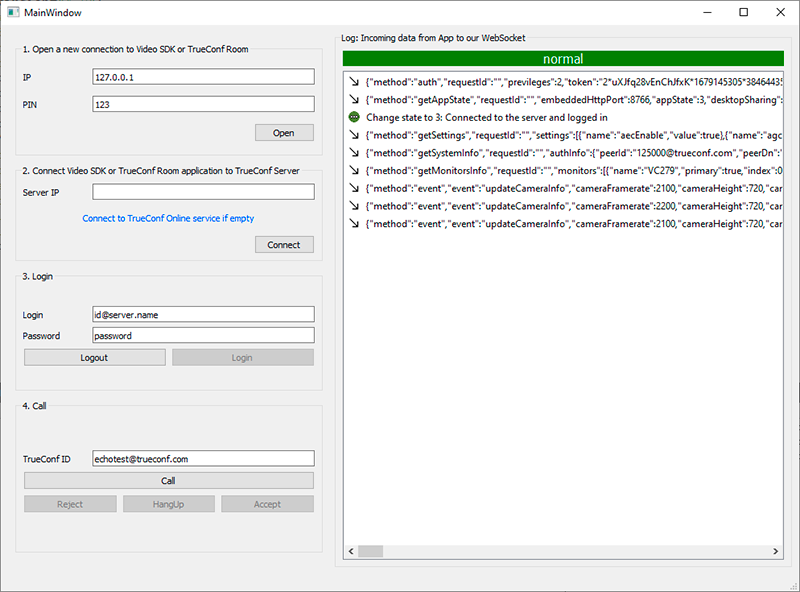 MainWindow
1. Open a new connection to Video SDK or TrueConf Room
IP
127.0.0.1
PIN
123
Open
2. Connect Video SDK or TrueConf Room application to TrueConf Server
Server IP
Connect to TrueConf Online service if empty
Connect
3. Login
Login
id@server.name
Password
password
Logout
Login
4. Call
TrueConf ID
echotest@trueconf.com
Call
Reject
HangUp
Accept
Log: Incoming data from App to our WebSocket
normal
{"method":"auth","requestId":"","previleges":2,"token":"2*uXJfq28vEnChJfxK*1679145305*3846443
{"method":"getAppState","requestId":"","embeddedHttpPort":8766,"appState":3,"desktopSharing":
Change state to 3: Connected to the server and logged in
{"method":"getSettings","requestId":"","settings":[{"name":"aecEnable","value":true},{"name":"agc
{"method":"getSystemInfo","requestId":"","authInfo":{"peerId":"125000@trueconf.com","peerDn":"
{"method":"getMonitorsInfo","requestId":"","monitors":[{"name":"VC279","primary":true,"index":0
{"method":"event","event":"updateCameraInfo","cameraFramerate":2100,"cameraHeight":720,"car
{"method":"event","event":"updateCameraInfo","cameraFramerate":2200,"cameraHeight":720,"car
{"method":"event","event":"updateCameraInfo","cameraFramerate":2100,"cameraHeight":720,"car